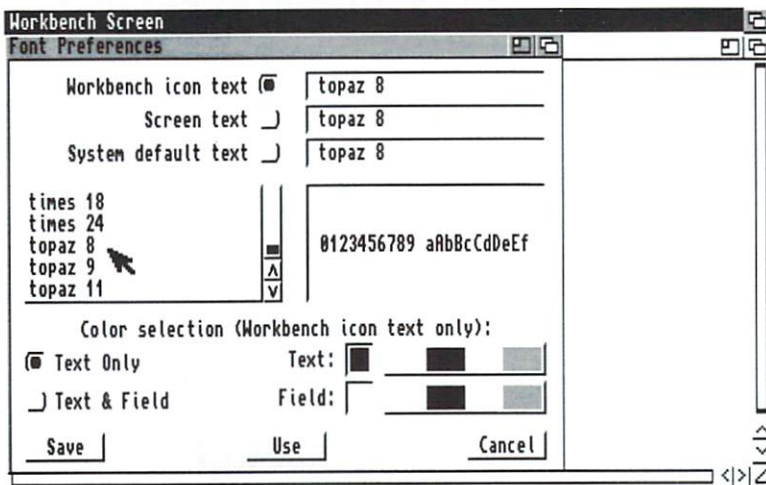 Workbench Screen
Font Preferences
Workbench icon text topaz 8
Screen text topaz 8
System default text topaz 8
times 18
times 24
topaz 8
topaz 9
topaz 11
0123456789 aAbBcCdDeEf
Color selection (Workbench icon text only):
Text Only Text:
Text & Field Field:
Save Use Cancel